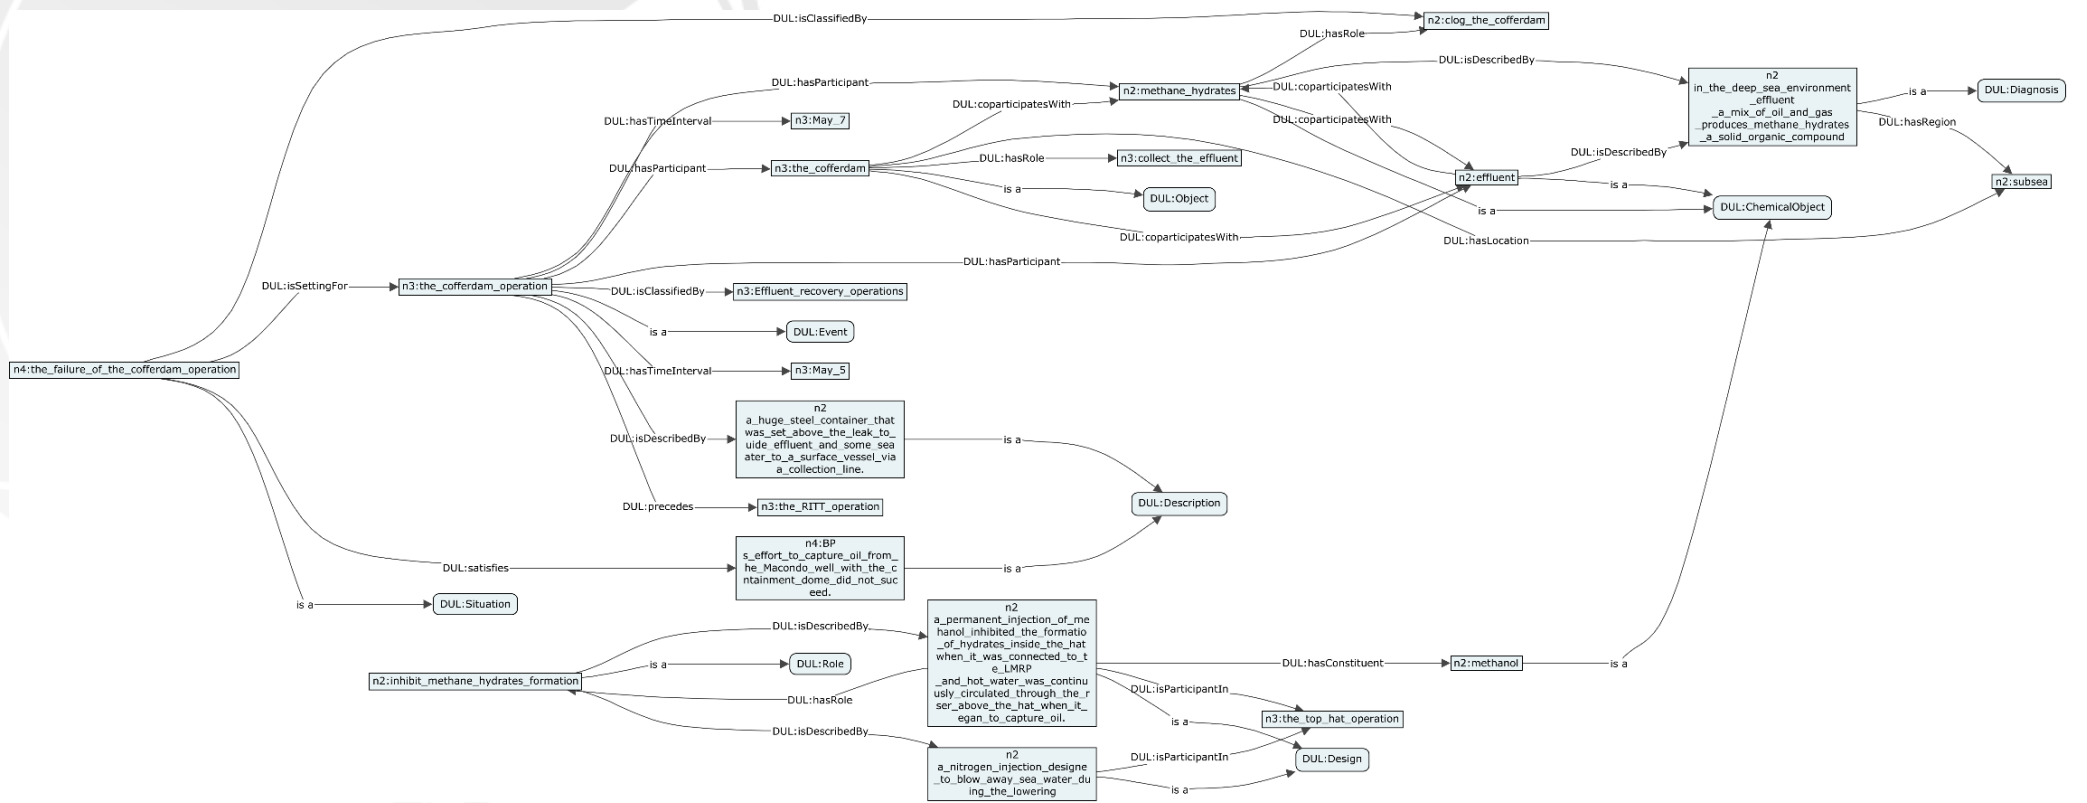 DUL:isClassifiedBy
n2:clog_the_cofferdam
DUL:hasRole
DUL:isDescribedBy
n2
in_the_deep_sea_environment
_effluent
_a_mix_of_oil_and_gas
_produces_methane_hydrates
_a_solid_organic_compound
is a
DUL:Diagnosis
DUL:hasRegion
n2:subsea
DUL:hasParticipant
n2:methane_hydrates
DUL:coparticipatesWith
DUL:coparticipatesWith
DUL:coparticipatesWith
DUL:hasTimeInterval
n3:May_7
DUL:hasParticipant
n3:the_cofferdam
DUL:hasRole
n3:collect_the_effluent
is a
DUL:Object
DUL:isDescribedBy
n2:effluent
is a
is a
DUL:ChemicalObject
DUL:coparticipatesWith
DUL:hasLocation
DUL:hasParticipant
DUL:isSettingFor
n3:the_cofferdam_operation
DUL:isClassifiedBy
n3:Effluent_recovery_operations
is a
DUL:Event
n4:the_failure_of_the_cofferdam_operation
DUL:hasTimeInterval
n3:May_5
n2
a_huge_steel_container_that
was_set_above_the_leak_to_
uide_effluent_and_some_sea
ater_to_a_surface_vessel_via
a_collection_line.
DUL:isDescribedBy
is a
DUL:Description
DUL:precedes
n3:the_RITT_operation
n4:BP
s_effort_to_capture_oil_from_
he_Macondo_well_with_the_c
ntainment_dome_did_not_suc
eed.
DUL:satisfies
is a
is a
DUL:Situation
n2
a_permanent_injection_of_me
hanol_inhibited_the_formatio
_of_hydrates_inside_the_hat
when_it_was_connected_to_t
e_LMRP
_and_hot_water_was_continu
usly_circulated_through_the_r
ser_above_the_hat_when_it_
egan_to_capture_oil.
DUL:isDescribedBy
is a
DUL:Role
n2:inhibit_methane_hydrates_formation
DUL:hasRole
DUL:isDescribedBy
DUL:hasConstituent
n2:methanol
is a
DUL:isParticipantIn
n3:the_top_hat_operation
is a
n2
a_nitrogen_injection_designe
_to_blow_away_sea_water_du
ing_the_lowering
DUL:isParticipantIn
DUL:Design
is a